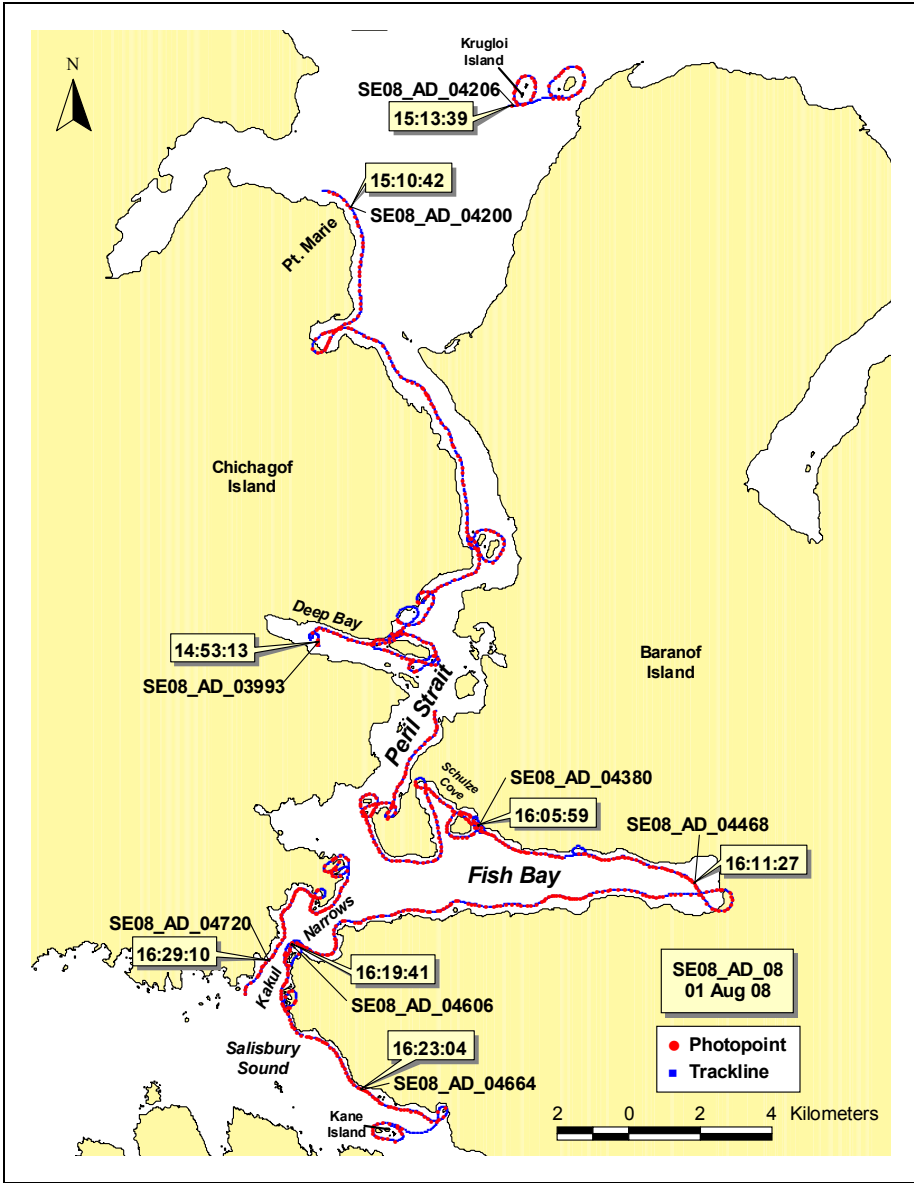 Krugloi
Island
N
SE08_AD_04206
15:13:39
15:10:42
SE08_AD_04200
Pt. Marie
Chichagof
Island
Deep Bay
14:53:13
SE08_AD_03993
Baranof
Island
Peril Strait
Schulze
Cove
SE08_AD_04380
16:05:59
SE08_AD_04468
16:11:27
Fish Bay
SE08_AD_04720
16:29:10
Kakul Narrows
16:19:41
SE08_AD_04606
SE08_AD_08
01 Aug 08
Salisbury
Sound
16:23:04
SE08_AD_04664
Photopoint
Trackline
Kane
Island
2 0 2 4 Kilometers